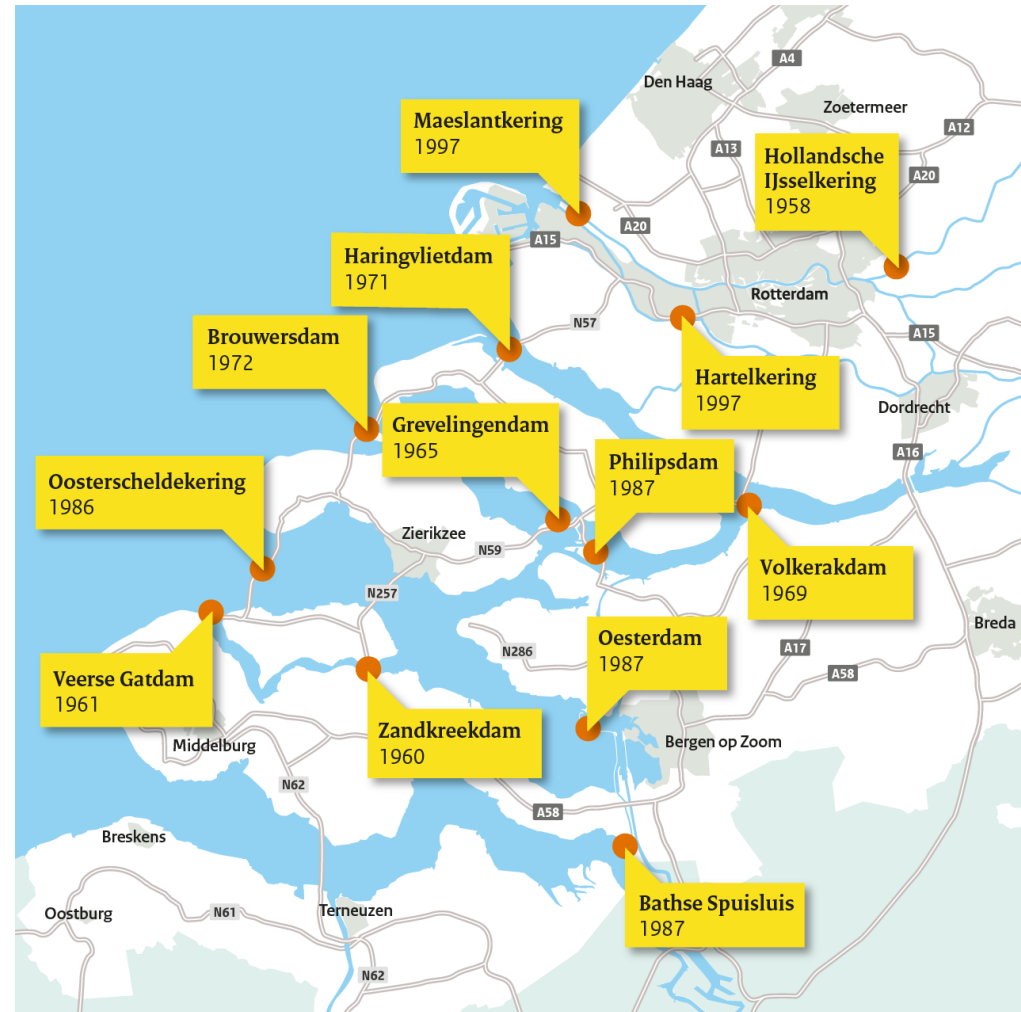 A4
Den Haag
Zoetermeer
Maeslantkering
1997
A12
A13
Hollandsche
IJsselkering
1958
A20
A20
A15
Haringvlietdam
1971
Rotterdam
N57
A15
Brouwersdam
1972
Hartelkering
1997
Grevelingendam
1965
Dordrecht
A16
Philipsdam
1987
Oosterscheldekering
1986
Zierikzee
N59
Volkerakdam
1969
N257
Breda
Oesterdam
1987
N286
A17
A58
Veerse Gatdam
1961
Zandkreekdam
1960
Middelburg
Bergen op Zoom
N62
A58
Breskens
Bathse Spuisluis
1987
Oostburg
N61
Terneuzen
N62